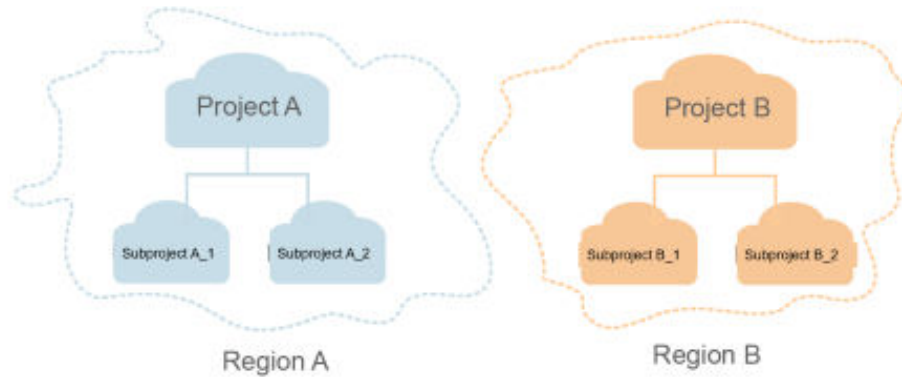 Project A
Project B
Subproject A_1
Subproject A_2
Subproject B_1
Subproject B_2
Region A
Region B